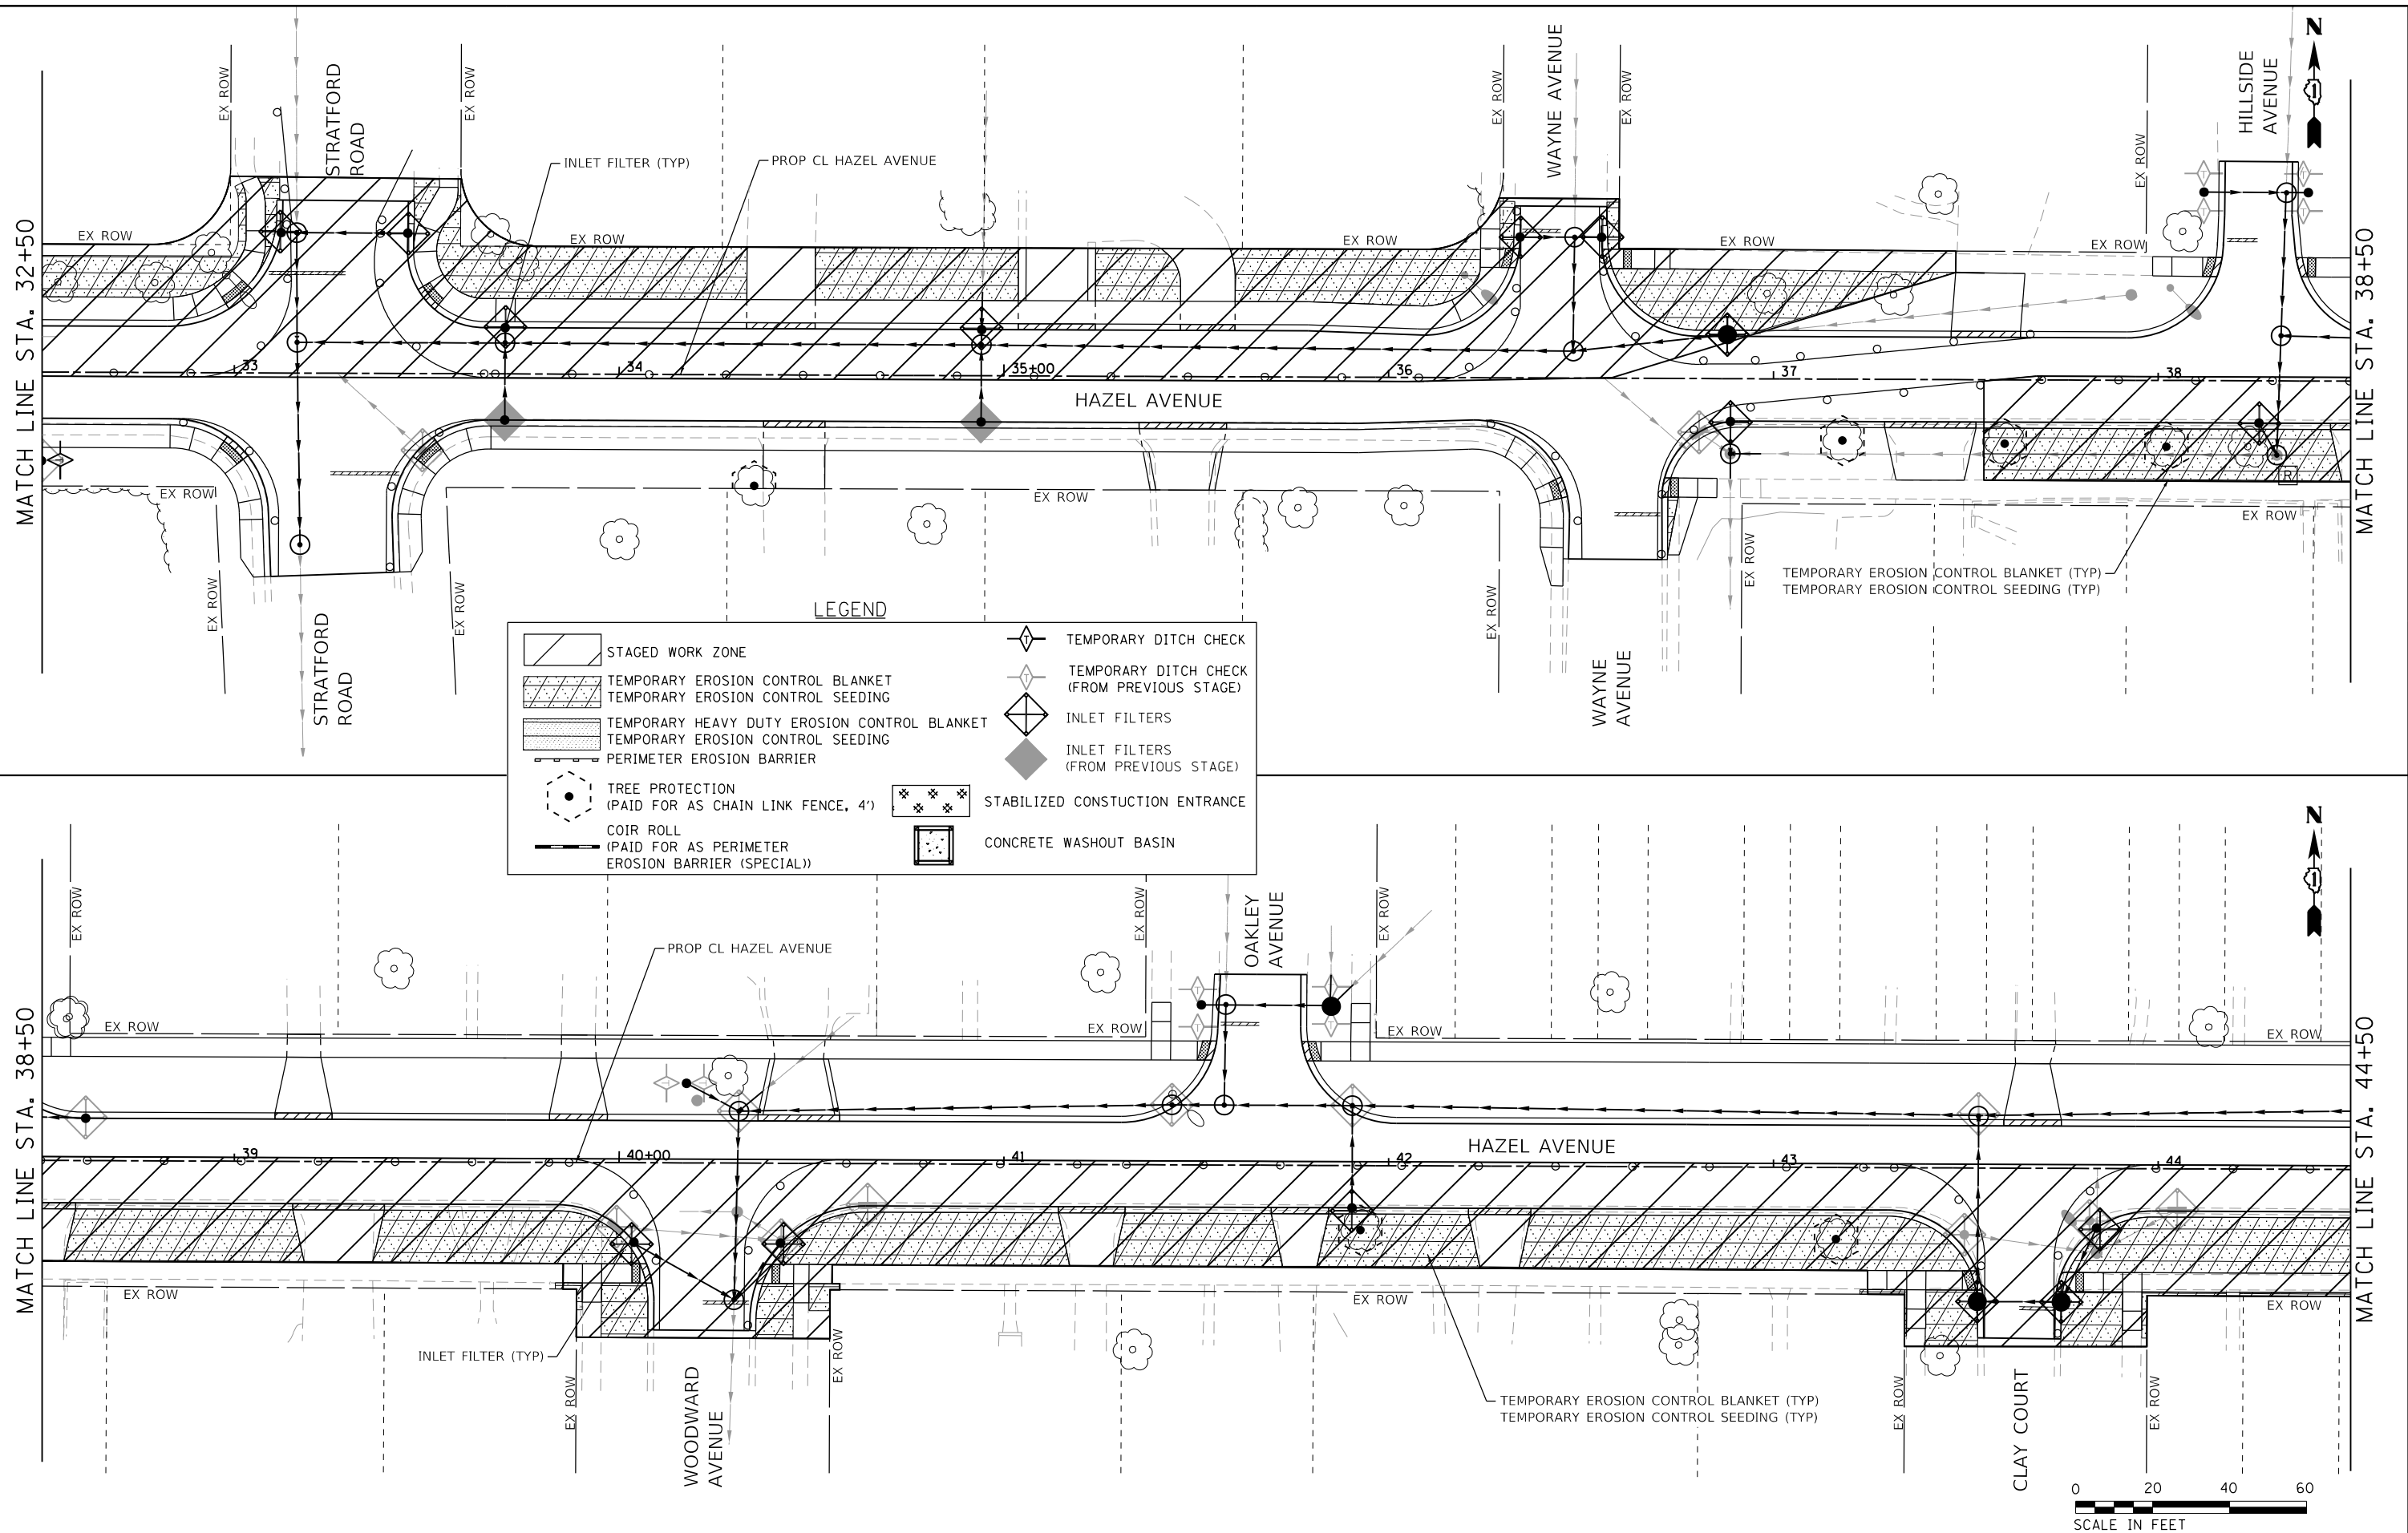 MATCH LINE STA. 32+50
EX ROW
STRATFORD
ROAD
EX ROW
INLET FILTER (TYP)
PROP CL HAZEL AVENUE
EX ROW
WAYNE AVENUE
EX ROW
EX ROW
HILLSIDE
AVENUE
N
1
EX ROW
EX ROW
EX ROW
EX ROW
EX ROW
MATCH LINE STA. 38+50
33
34
35+00
36
37
38
HAZEL AVENUE
T
T
T
T
T
R
EX ROW
EX ROW
EX ROW
EX ROW
EX ROW
EX ROW
EX ROW
STRATFORD
ROAD
WAYNE
AVENUE
TEMPORARY EROSION CONTROL BLANKET (TYP)
TEMPORARY EROSION CONTROL SEEDING (TYP)
LEGEND
STAGED WORK ZONE
TEMPORARY EROSION CONTROL BLANKET
TEMPORARY EROSION CONTROL SEEDING
TEMPORARY HEAVY DUTY EROSION CONTROL BLANKET
TEMPORARY EROSION CONTROL SEEDING
PERIMETER EROSION BARRIER
TREE PROTECTION
(PAID FOR AS CHAIN LINK FENCE, 4')
COIR ROLL
(PAID FOR AS PERIMETER
EROSION BARRIER (SPECIAL))
T
TEMPORARY DITCH CHECK
T
TEMPORARY DITCH CHECK
(FROM PREVIOUS STAGE)
INLET FILTERS
INLET FILTERS
(FROM PREVIOUS STAGE)
STABILIZED CONSTUCTION ENTRANCE
CONCRETE WASHOUT BASIN
MATCH LINE STA. 38+50
EX ROW
EX ROW
PROP CL HAZEL AVENUE
EX ROW
EX ROW
OAKLEY
AVENUE
EX ROW
EX ROW
EX ROW
N
1
MATCH LINE STA. 44+50
T
T
T
T
T
T
39
40+00
41
42
43
44
HAZEL AVENUE
EX ROW
EX ROW
EX ROW
INLET FILTER (TYP)
EX ROW
EX ROW
WOODWARD
AVENUE
TEMPORARY EROSION CONTROL BLANKET (TYP)
TEMPORARY EROSION CONTROL SEEDING (TYP)
EX ROW
CLAY COURT
EX ROW
0 20 40 60
SCALE IN FEET